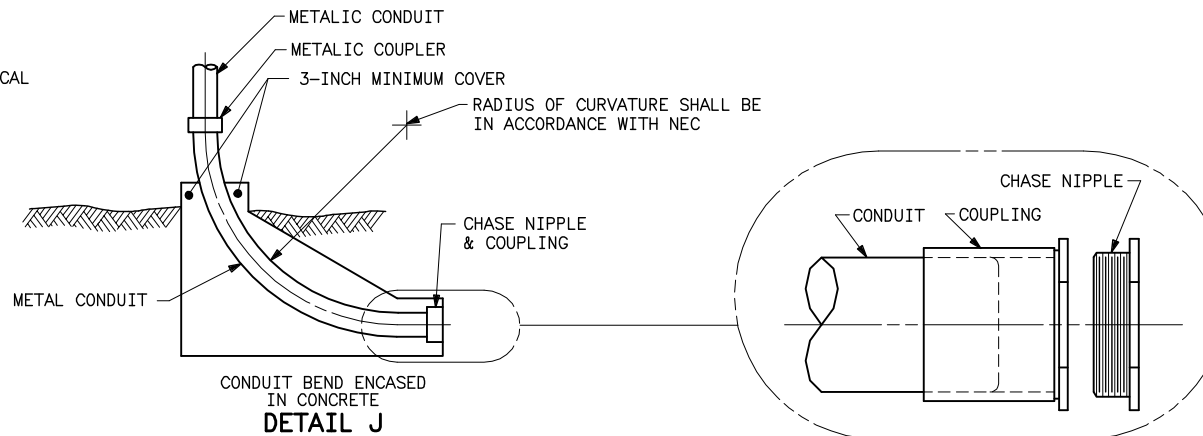 METALIC CONDUIT
METALIC COUPLER
CAL
3-INCH MINIMUM COVER
RADIUS OF CURVATURE SHALL BE
IN ACCORDANCE WITH NEC
CHASE NIPPLE
CONDUIT
COUPLING
CHASE NIPPLE
& COUPLING
METAL CONDUIT
CONDUIT BEND ENCASED
IN CONCRETE
DETAIL J